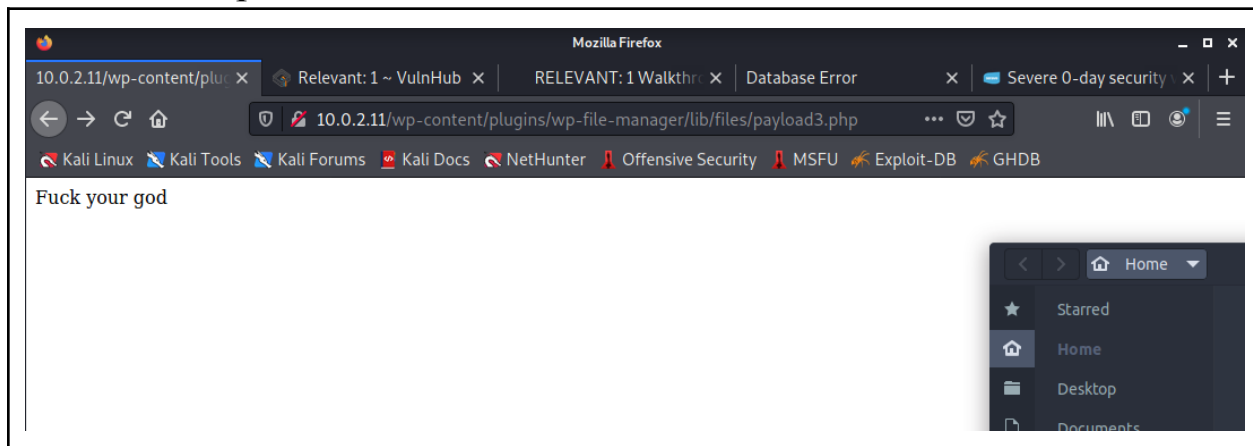 Mozilla Firefox
10.0.2.11/wp-content/plug Relevant: 1 ~ VulnHub RELEVANT: 1 Walkthro Database Error Severe 0-day security v
10.0.2.11/wp-content/plugins/wp-file-manager/lib/files/payload3.php
Kali Linux Kali Tools Kali Forums Kali Docs NetHunter Offensive Security MSFU Exploit-DB GHDB
Fuck your god
Home
Starred
Home
Desktop
Documents